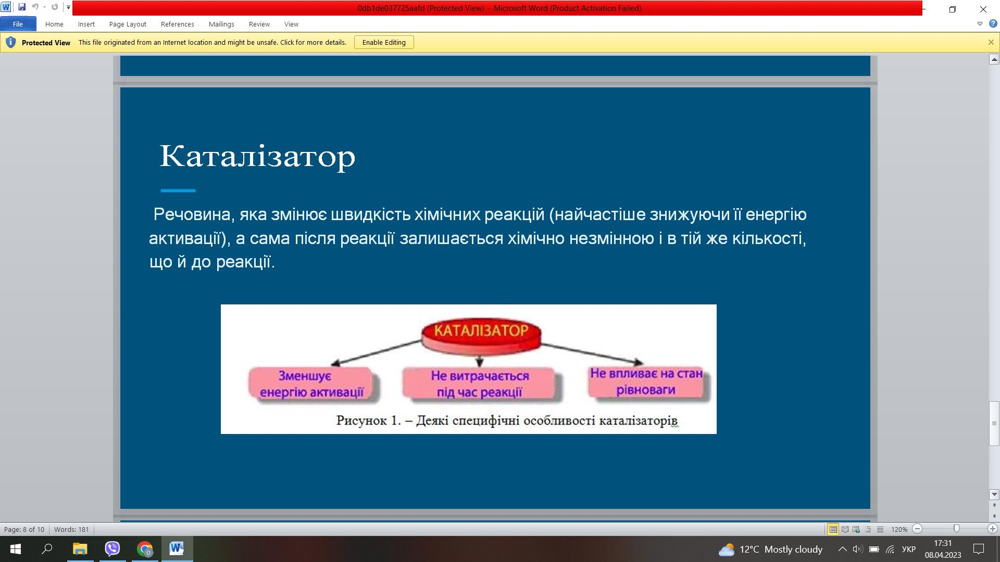 0db1de037725aafd (Protected View) - Microsoft Word (Product Activation Failed)
File Home Insert Page Layout References Mailings Review View
Protected View This file originated from an Internet location and might be unsafe. Click for more details. Enable Editing
Каталізатор
Речовина, яка змінює швидкість хімічних реакцій (найчастіше знижуючи її енергію
активації), а сама після реакції залишається хімічно незмінною і в тій же кількості,
що й до реакції.
КАТАЛІЗАТОР
Зменшує
енергію активації
Не витрачається
під час реакції
Не впливає на стан
рівноваги
Рисунок 1. – Деякі специфічні особливості каталізаторів
Page: 8 of 10 Words: 181 120%
12°C Mostly cloudy УКР 17:31
08.04.2023